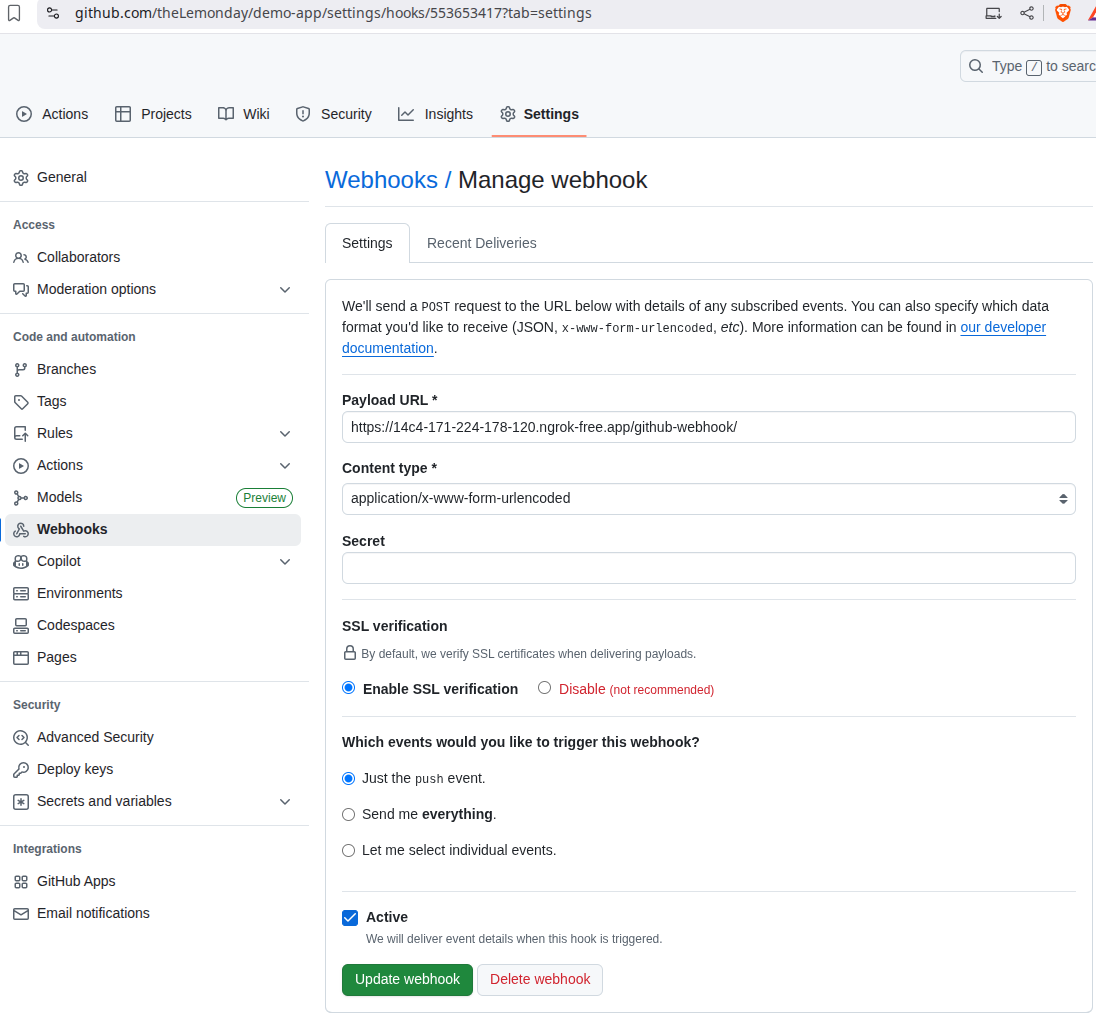 github.com/theLemonday/demo-app/settings/hooks/553653417?tab=settings
Type / to searc
Actions
Projects
Wiki
Security
Insights
Settings
General
Access
Collaborators
Moderation options
Code and automation
Branches
Tags
Rules
Actions
Models
Preview
Webhooks
Copilot
Environments
Codespaces
Pages
Security
Advanced Security
Deploy keys
Secrets and variables
Integrations
GitHub Apps
Email notifications
Webhooks / Manage webhook
Settings
Recent Deliveries
We'll send a POST request to the URL below with details of any subscribed events. You can also specify which data
format you'd like to receive (JSON, x-www-form-urlencoded, etc). More information can be found in our developer
documentation.
Payload URL *
https://14c4-171-224-178-120.ngrok-free.app/github-webhook/
Content type *
application/x-www-form-urlencoded
Secret
SSL verification
By default, we verify SSL certificates when delivering payloads.
Enable SSL verification
Disable (not recommended)
Which events would you like to trigger this webhook?
Just the push event.
Send me everything.
Let me select individual events.
Active
We will deliver event details when this hook is triggered.
Update webhook
Delete webhook